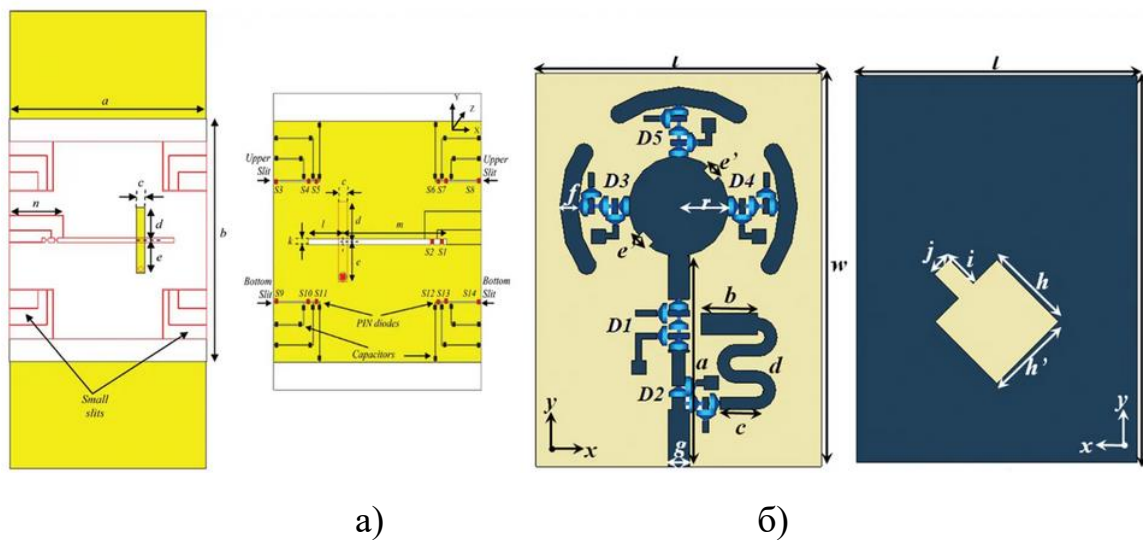 a
c
n
d
b
e
Small
slits
Y
Z
X
Upper
Slit
S3
S4 S5
S6 S7
S8
Upper
Slit
c
d
l
m
k
e
S2 S1
Bottom
Slit
S9
S10 S11
S12 S13
S14
Bottom
Slit
PIN diodes
Capacitors
а)
l
D5
e'
D3
D4
f
r
e
w
b
D1
a
d
D2
c
g
y
x
l
j
i
h
h'
y
x
б)